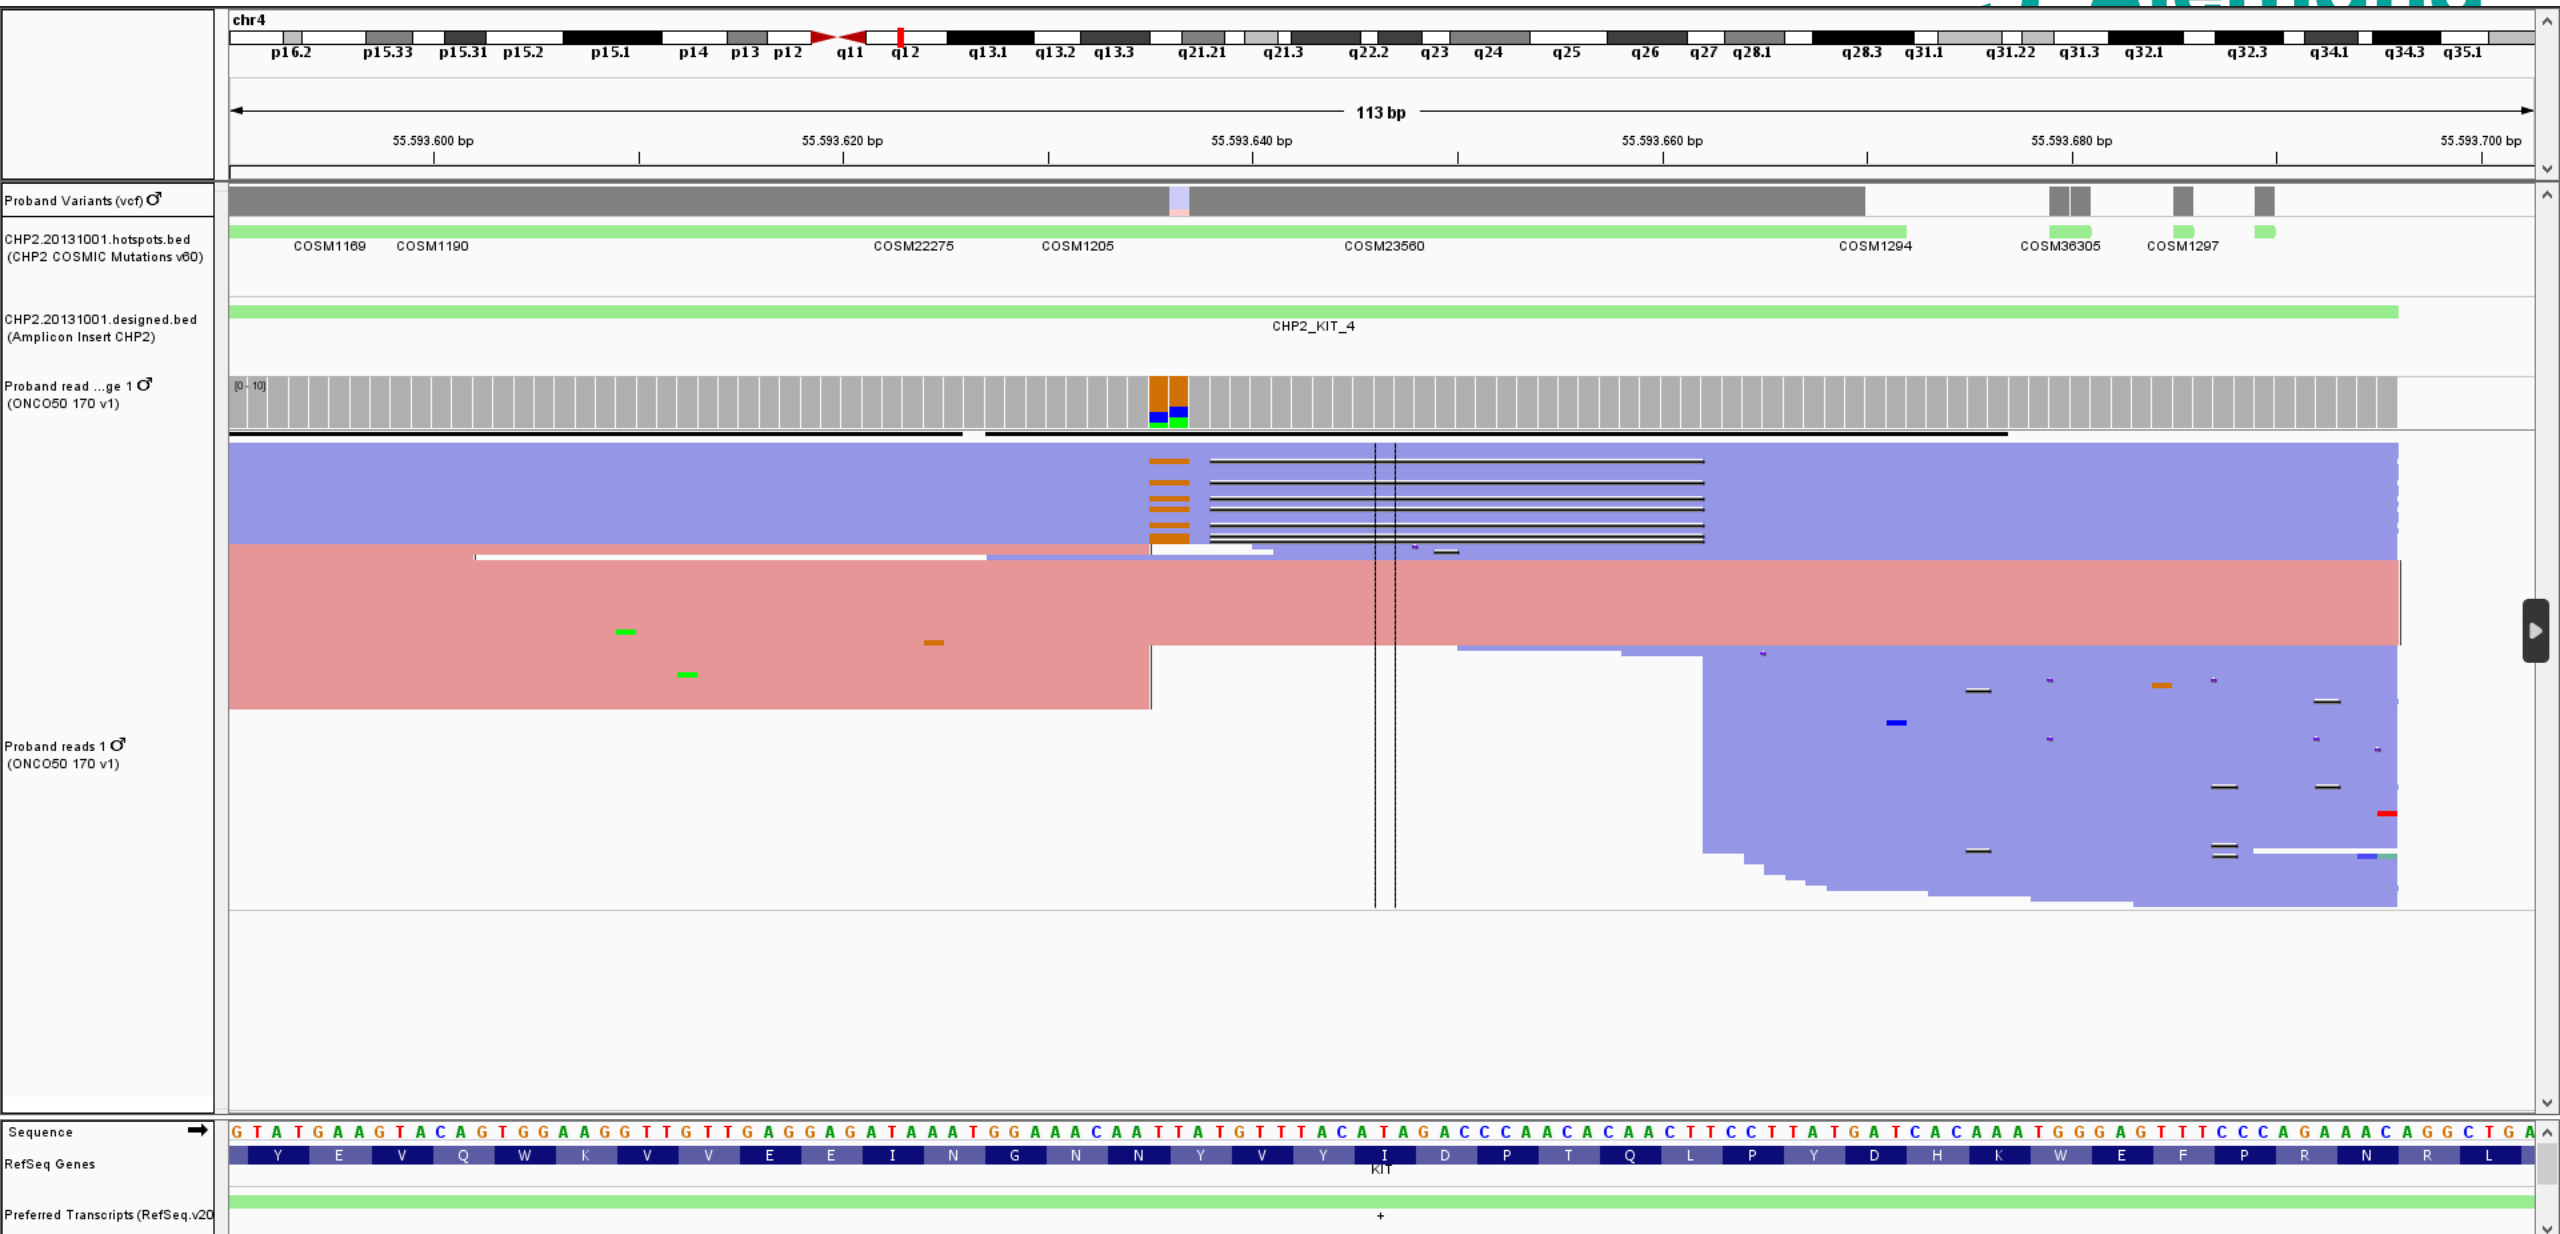 chr4
p16.2 p15.33 p15.31 p15.2 p15.1 p14 p13 p12 q11 q12 q13.1 q13.2 q13.3 q21.21 q21.3 q22.2 q23 q24 q25 q26 q27 q28.1 q28.3 q31.1 q31.22 q31.3 q32.1 q32.3 q34.1 q34.3 q35.1
113 bp
55.593.600 bp 55.593.620 bp 55.593.640 bp 55.593.660 bp 55.593.680 bp 55.593.700 bp
Proband Variants (vcf) ♂
CHP2.20131001.hotspots.bed
(CHP2 COSMIC Mutations v60)
COSM1169 COSM1190 COSM22275 COSM1205 COSM23560 COSM1294 COSM36305 COSM1297
CHP2.20131001.designed.bed
(Amplicon Insert CHP2)
CHP2_KIT_4
Proband read ...ge 1 ♂
(ONCO50 170 v1)
[0 - 10]
Proband reads 1 ♂
(ONCO50 170 v1)
Sequence
G T A T G A A G T A C A G T G G A A G G T T G T T G A G G A G A T A A A T G G A A A C A A T T A T G T T T A C A T A G A C C C A A C A C A A C T T C C T T A T G A T C A C A A A T G G G A G T T T C C C A G A A A C A G G C T G A
RefSeq Genes
Y E V Q W K V V E E I N G N N Y V Y I D P T Q L P Y D H K W E F P R N R L
KIT
Preferred Transcripts (RefSeq.v20
+